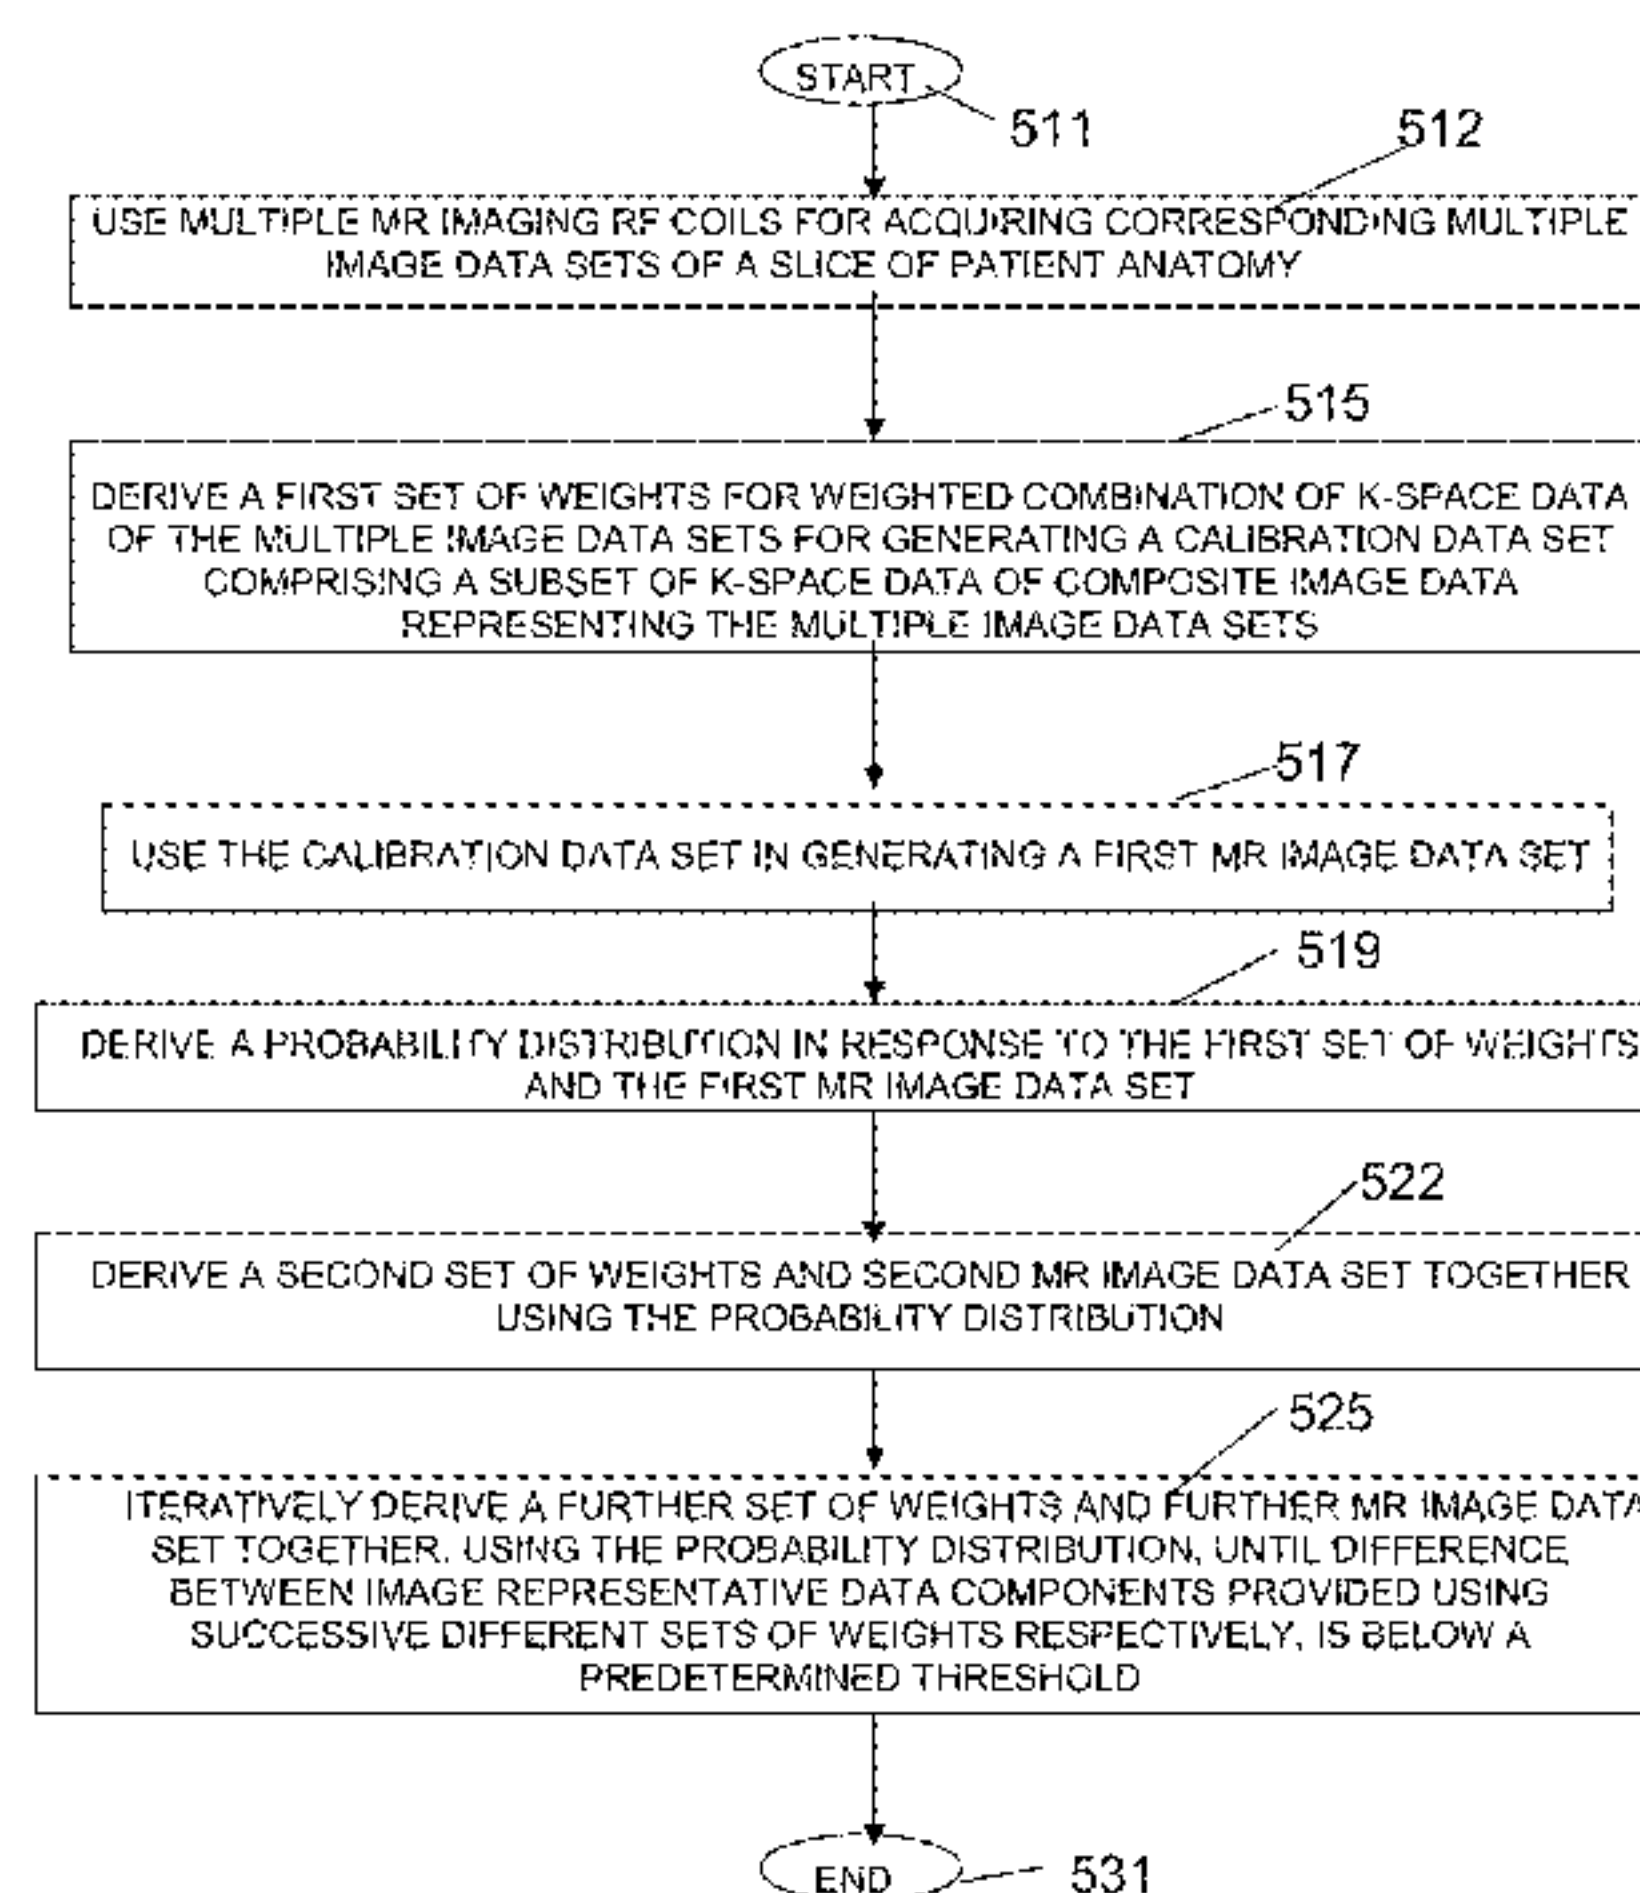 START
511
512
USE MULTIPLE MR IMAGING RF COILS FOR ACQUIRING CORRESPONDING MULTIPLE
IMAGE DATA SETS OF A SLICE OF PATIENT ANATOMY
515
DERIVE A FIRST SET OF WEIGHTS FOR WEIGHTED COMBINATION OF K-SPACE DATA
OF THE MULTIPLE IMAGE DATA SETS FOR GENERATING A CALIBRATION DATA SET
COMPRISING A SUBSET OF K-SPACE DATA OF COMPOSITE IMAGE DATA
REPRESENTING THE MULTIPLE IMAGE DATA SETS
517
USE THE CALIBRATION DATA SET IN GENERATING A FIRST MR IMAGE DATA SET
519
DERIVE A PROBABILITY DISTRIBUTION IN RESPONSE TO THE FIRST SET OF WEIGHTS
AND THE FIRST MR IMAGE DATA SET
522
DERIVE A SECOND SET OF WEIGHTS AND SECOND MR IMAGE DATA SET TOGETHER
USING THE PROBABILITY DISTRIBUTION
525
ITERATIVELY DERIVE A FURTHER SET OF WEIGHTS AND FURTHER MR IMAGE DATA
SET TOGETHER, USING THE PROBABILITY DISTRIBUTION, UNTIL DIFFERENCE
BETWEEN IMAGE REPRESENTATIVE DATA COMPONENTS PROVIDED USING
SUCCESSIVE DIFFERENT SETS OF WEIGHTS RESPECTIVELY, IS BELOW A
PREDETERMINED THRESHOLD
END
531